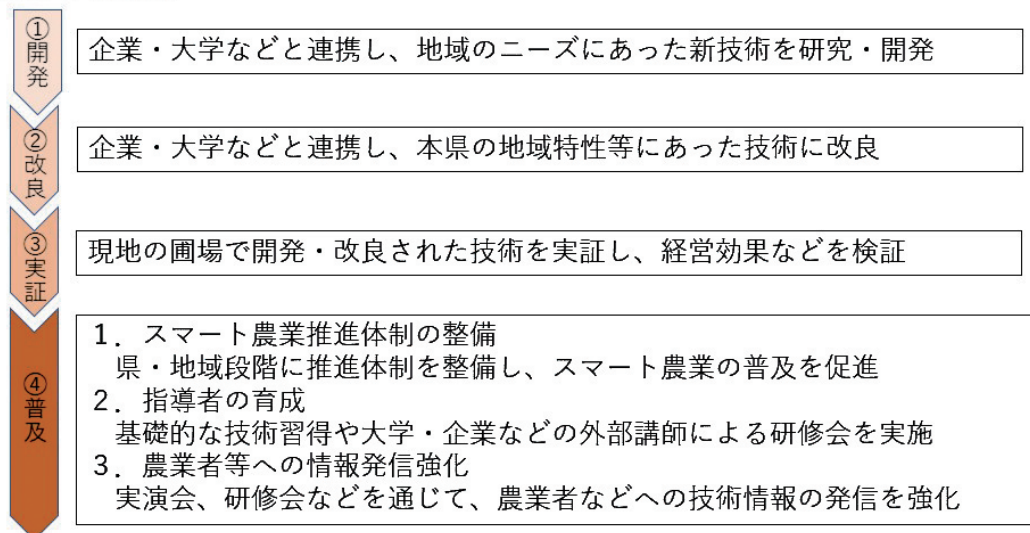 ①開発
企業・大学などと連携し、地域のニーズにあった新技術を研究・開発
②改良
企業・大学などと連携し、本県の地域特性等にあった技術に改良
③実証
現地の圃場で開発・改良された技術を実証し、経営効果などを検証
④普及
１．スマート農業推進体制の整備
県・地域段階に推進体制を整備し、スマート農業の普及を促進
２．指導者の育成
基礎的な技術習得や大学・企業などの外部講師による研修会を実施
３．農業者等への情報発信強化
実演会、研修会などを通じて、農業者などへの技術情報の発信を強化